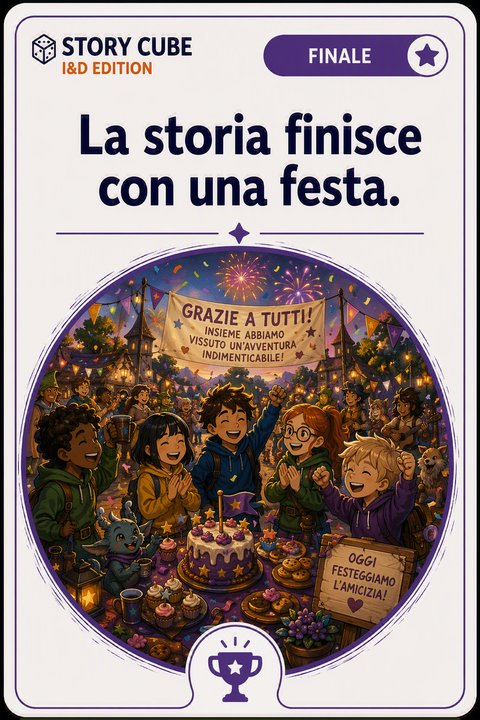 STORY CUBE
I&D EDITION
FINALE
La storia finisce
con una festa.
GRAZIE A TUTTI!
INSIEME ABBIAMO
VISSUTO UN'AVVENTURA
INDIMENTICABILE!
OGGI
FESTEGGIAMO
L'AMICIZIA!